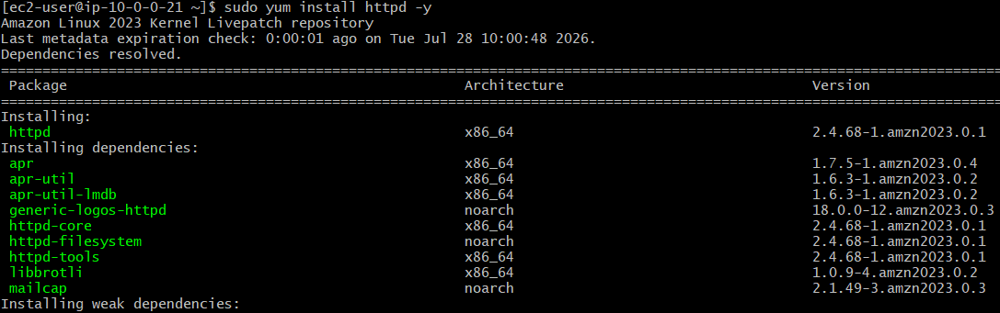 [ec2-user@ip-10-0-0-21 ~]$ sudo yum install httpd -y
Amazon Linux 2023 Kernel Livepatch repository
Last metadata expiration check: 0:00:01 ago on Tue Jul 28 10:00:48 2026.
Dependencies resolved.
================================================================================================================================
Package Architecture Version
================================================================================================================================
Installing:
httpd x86_64 2.4.68-1.amzn2023.0.1
Installing dependencies:
apr x86_64 1.7.5-1.amzn2023.0.4
apr-util x86_64 1.6.3-1.amzn2023.0.2
apr-util-lmdb x86_64 1.6.3-1.amzn2023.0.2
generic-logos-httpd noarch 18.0.0-12.amzn2023.0.3
httpd-core x86_64 2.4.68-1.amzn2023.0.1
httpd-filesystem noarch 2.4.68-1.amzn2023.0.1
httpd-tools x86_64 2.4.68-1.amzn2023.0.1
libbrotli x86_64 1.0.9-4.amzn2023.0.2
mailcap noarch 2.1.49-3.amzn2023.0.3
Installing weak dependencies: